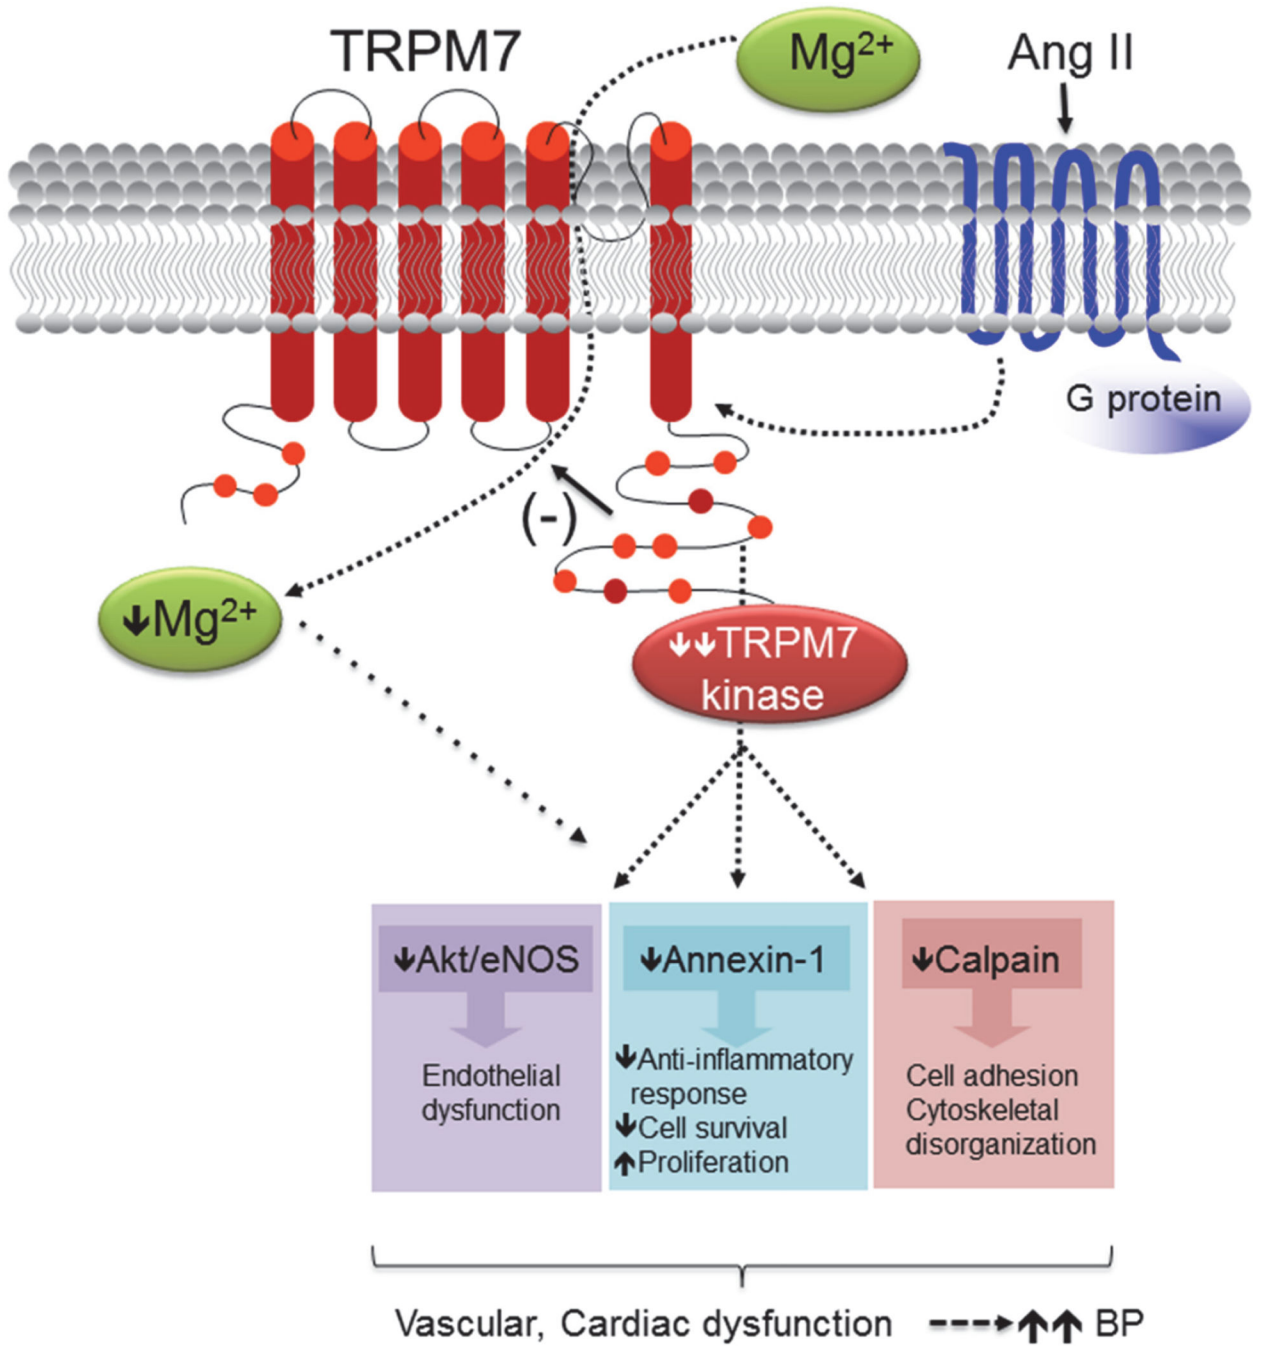 TRPM7
Mg2+
Ang II
G protein
(-)
↓Mg2+
↓↓TRPM7
kinase
↓Akt/eNOS
Endothelial
dysfunction
↓Annexin-1
↓Anti-inflammatory
response
↓Cell survival
↑Proliferation
↓Calpain
Cell adhesion
Cytoskeletal
disorganization
Vascular, Cardiac dysfunction ⇢↑↑ BP